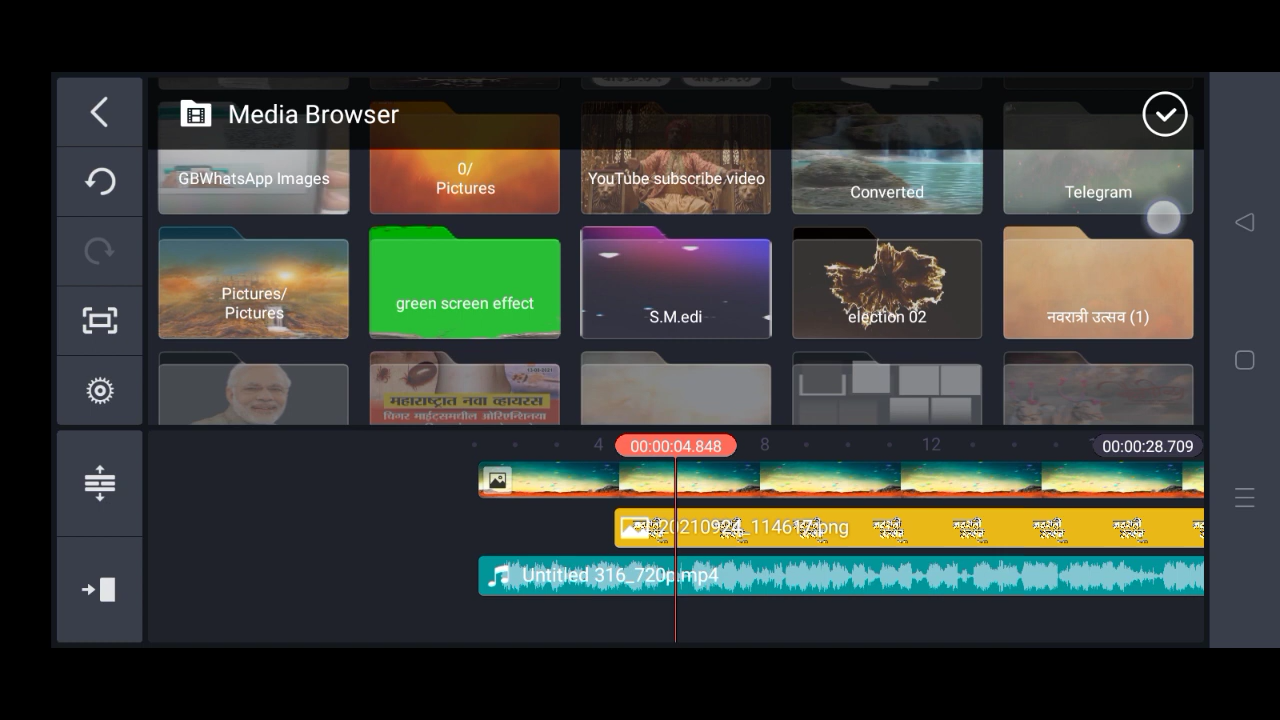 Media Browser
GBWhatsApp Images
0/
Pictures
YouTube subscribe video
Converted
Telegram
Pictures/
Pictures
green screen effect
S.M.edi
election 02
नवरात्री उत्सव (1)
महाराष्ट्रात नवा व्हायरस
4
00:00:04.848
8
12
00:00:28.709
20210924_114617.png
Untitled 316_720p.mp4